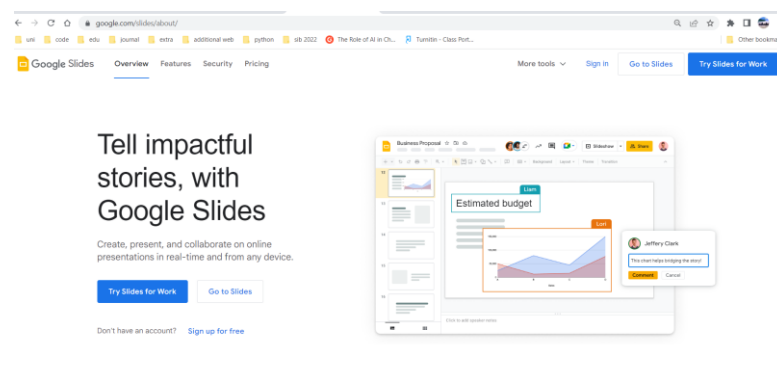 google.com/slides/about/
uni code edu journal extra additional web python sib 2022 The Role of AI in Ch... Turnitin - Class Port... Other bookma
Google Slides Overview Features Security Pricing More tools Sign in Go to Slides Try Slides for Work
Tell impactful
stories, with
Google Slides
Create, present, and collaborate on online
presentations in real-time and from any device.
Try Slides for Work Go to Slides
Don't have an account? Sign up for free
Business Proposal
Slideshow Share
Background Layout Theme Transition
Liam
Estimated budget
Lori
Jeffery Clark
This chart helps bridging the story!
Comment Cancel
Click to add speaker notes